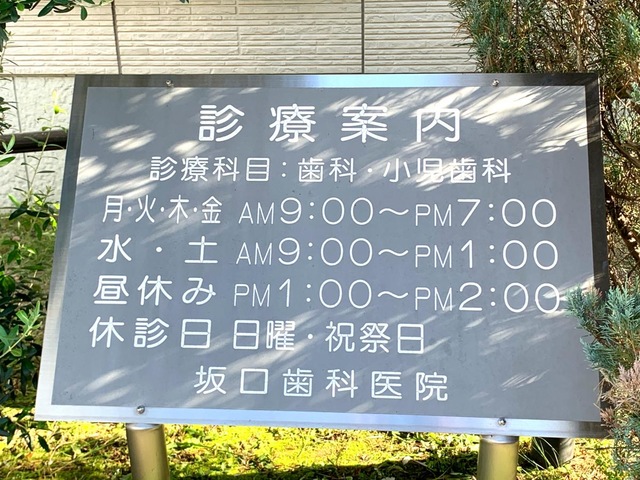 診療案内
診療科目:歯科・小児歯科
月・火・木・金 AM9:00～PM7:00
水・土 AM9:00～PM1:00
昼休み PM1:00～PM2:00
休診日 日曜・祝祭日
坂口歯科医院